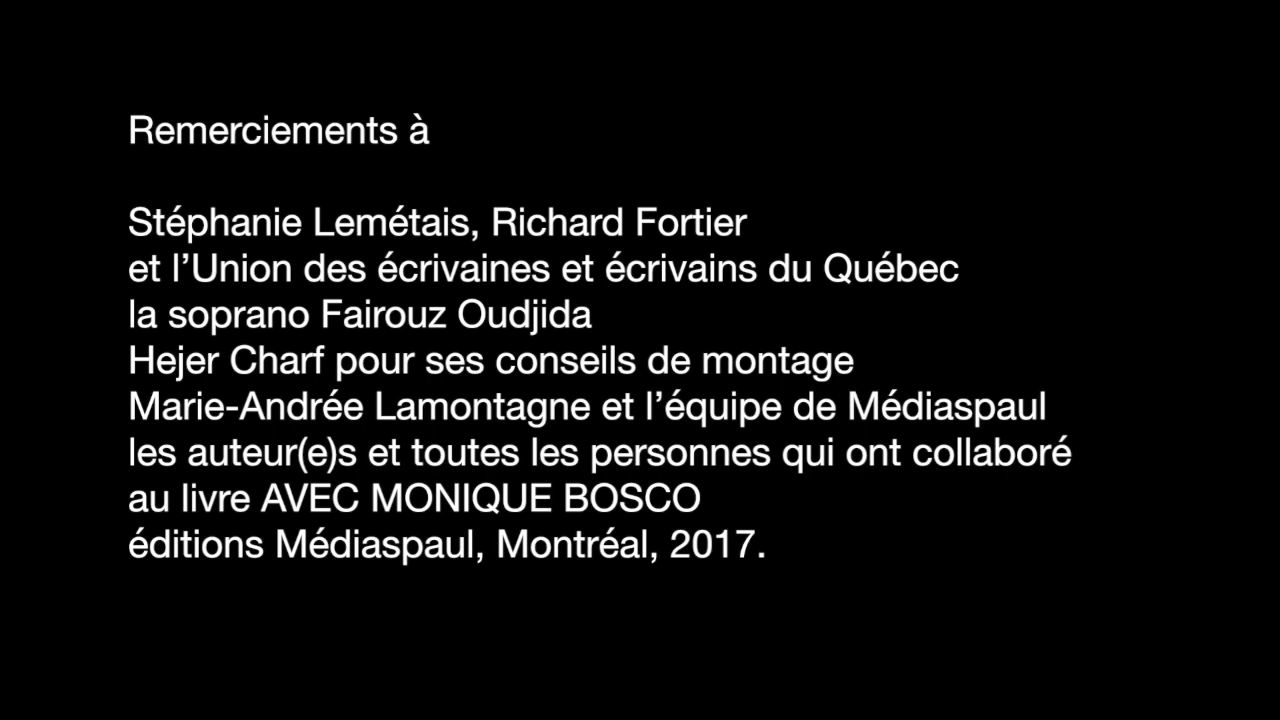 Remerciements à
Stéphanie Lemétais, Richard Fortier
et l’Union des écrivaines et écrivains du Québec
la soprano Fairouz Oudjida
Hejer Charf pour ses conseils de montage
Marie-Andrée Lamontagne et l’équipe de Médiaspaul
les auteur(e)s et toutes les personnes qui ont collaboré
au livre AVEC MONIQUE BOSCO
éditions Médiaspaul, Montréal, 2017.